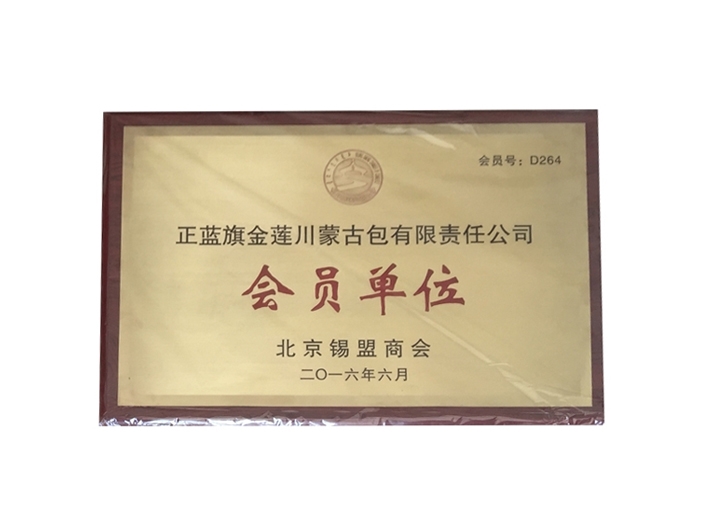 会员号：D264
正蓝旗金莲川蒙古包有限责任公司
会员单位
北京锡盟商会
二〇一六年六月